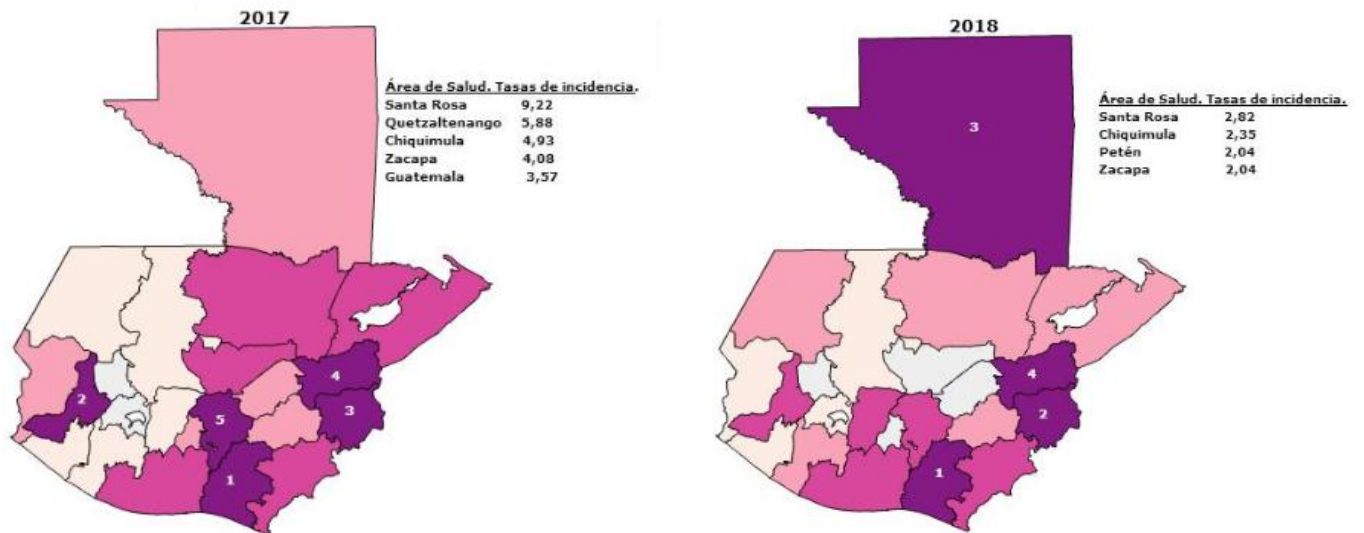 2017
Área de Salud. Tasas de incidencia.
Santa Rosa 9,22
Quetzaltenango 5,88
Chiquimula 4,93
Zacapa 4,08
Guatemala 3,57
4
2
3
5
1
2018
Área de Salud. Tasas de incidencia.
Santa Rosa 2,82
Chiquimula 2,35
Petén 2,04
Zacapa 2,04
3
4
2
1